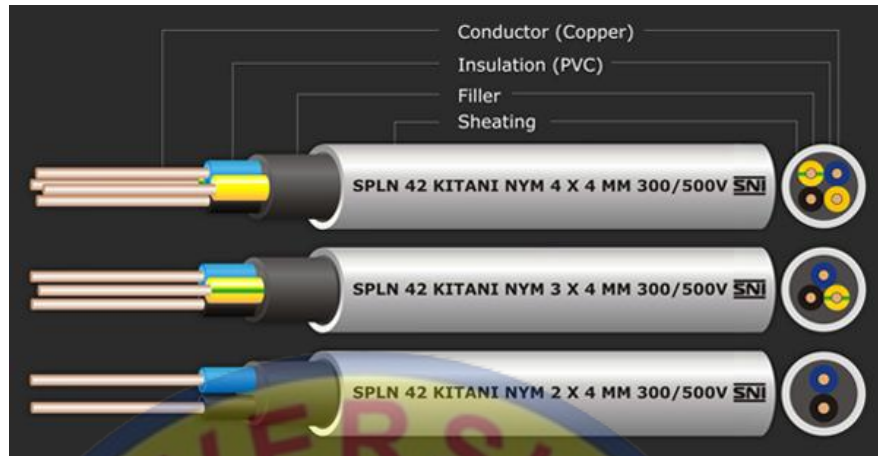 Conductor (Copper)
Insulation (PVC)
Filler
Sheating
SPLN 42 KITANI NYM 4 X 4 MM 300/500V SNI
SPLN 42 KITANI NYM 3 X 4 MM 300/500V SNI
SPLN 42 KITANI NYM 2 X 4 MM 300/500V SNI
ERS